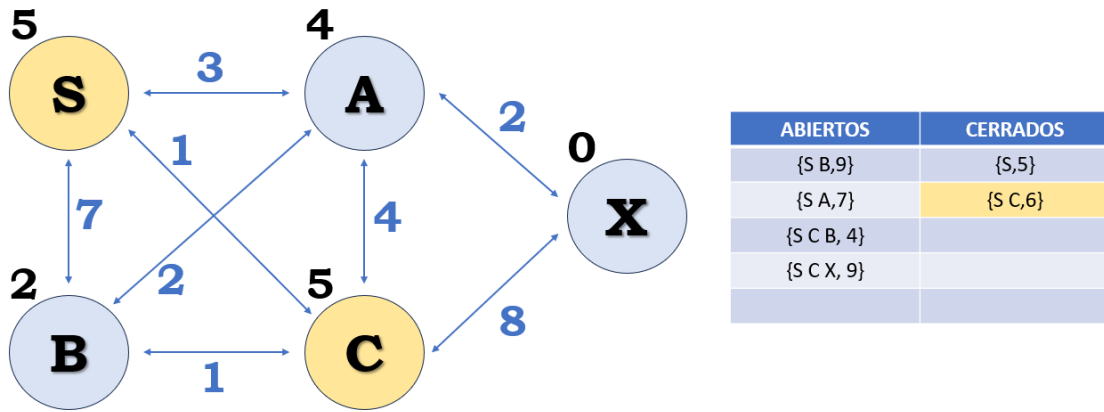 5
4
S
3
A
2
0
1
X
7
4
2
5
2
8
B
C
1
ABIERTOS CERRADOS
{S B,9} {S,5}
{S A,7} {S C,6}
{S C B, 4}
{S C X, 9}